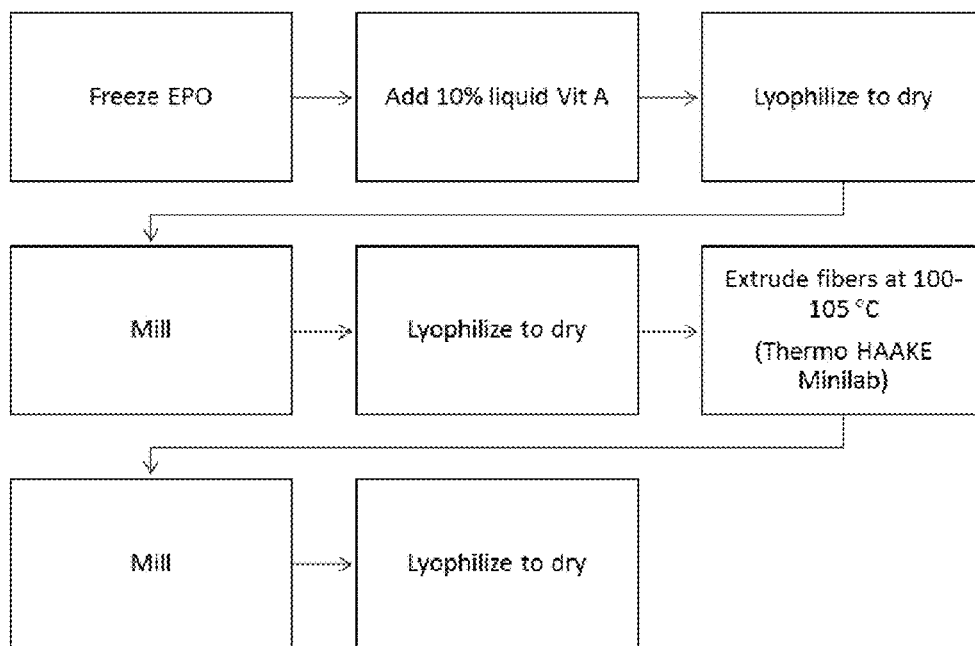 Freeze EPO
Add 10% liquid Vit A
Lyophilize to dry
Mill
Lyophilize to dry
Extrude fibers at 100-
105 °C
(Thermo HAAKE
Minilab)
Mill
Lyophilize to dry